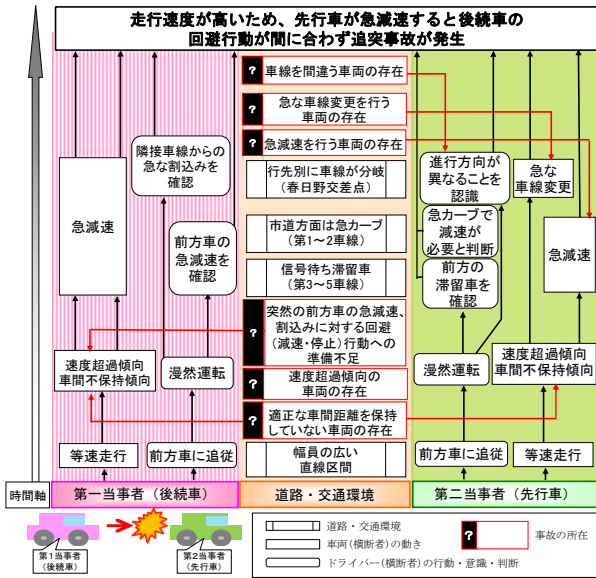 走行速度が高いため、先行車が急減速すると後続車の
回避行動が間に合わず追突事故が発生
?
車線を間違う車両の存在
?
急な車線変更を行う
車両の存在
?
急減速を行う車両の存在
隣接車線からの
急な割込みを
確認
行先別に車線が分岐
(春日野交差点)
進行方向が
異なることを
認識
急な
車線変更
急減速
前方車の
急減速を
確認
市道方面は急カーブ
(第1~2車線)
急カーブで
減速が
必要と判断
急減速
信号待ち滞留車
(第3~5車線)
前方の
滞留車を
確認
?
突然の前方車の急減速、
割込みに対する回避
(減速・停止)行動への
準備不足
速度超過傾向
車間不保持傾向
漫然運転
?
速度超過傾向の
車両の存在
漫然運転
速度超過傾向
車間不保持傾向
?
適正な車間距離を保持
していない車両の存在
等速走行
前方車に追従
幅員の広い
直線区間
前方車に追従
等速走行
時間軸
第一当事者(後続車)
道路・交通環境
第二当事者(先行車)
第1当事者
(後続車)
第2当事者
(先行車)
道路・交通環境
車両(横断者)の動き
ドライバー(横断者)の行動・意識・判断
?
事故の所在